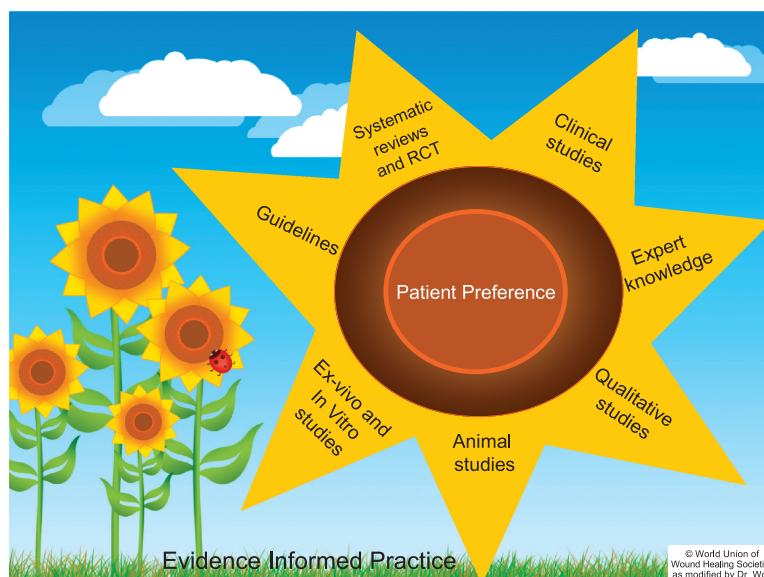 Systematic
reviews
and RCT
Clinical
studies
Guidelines
Expert
knowledge
Patient Preference
Ex-vivo and
In Vitro
studies
Qualitative
studies
Animal
studies
Evidence Informed Practice
© World Union of
Wound Healing Societi
as modified by Dr. Wo